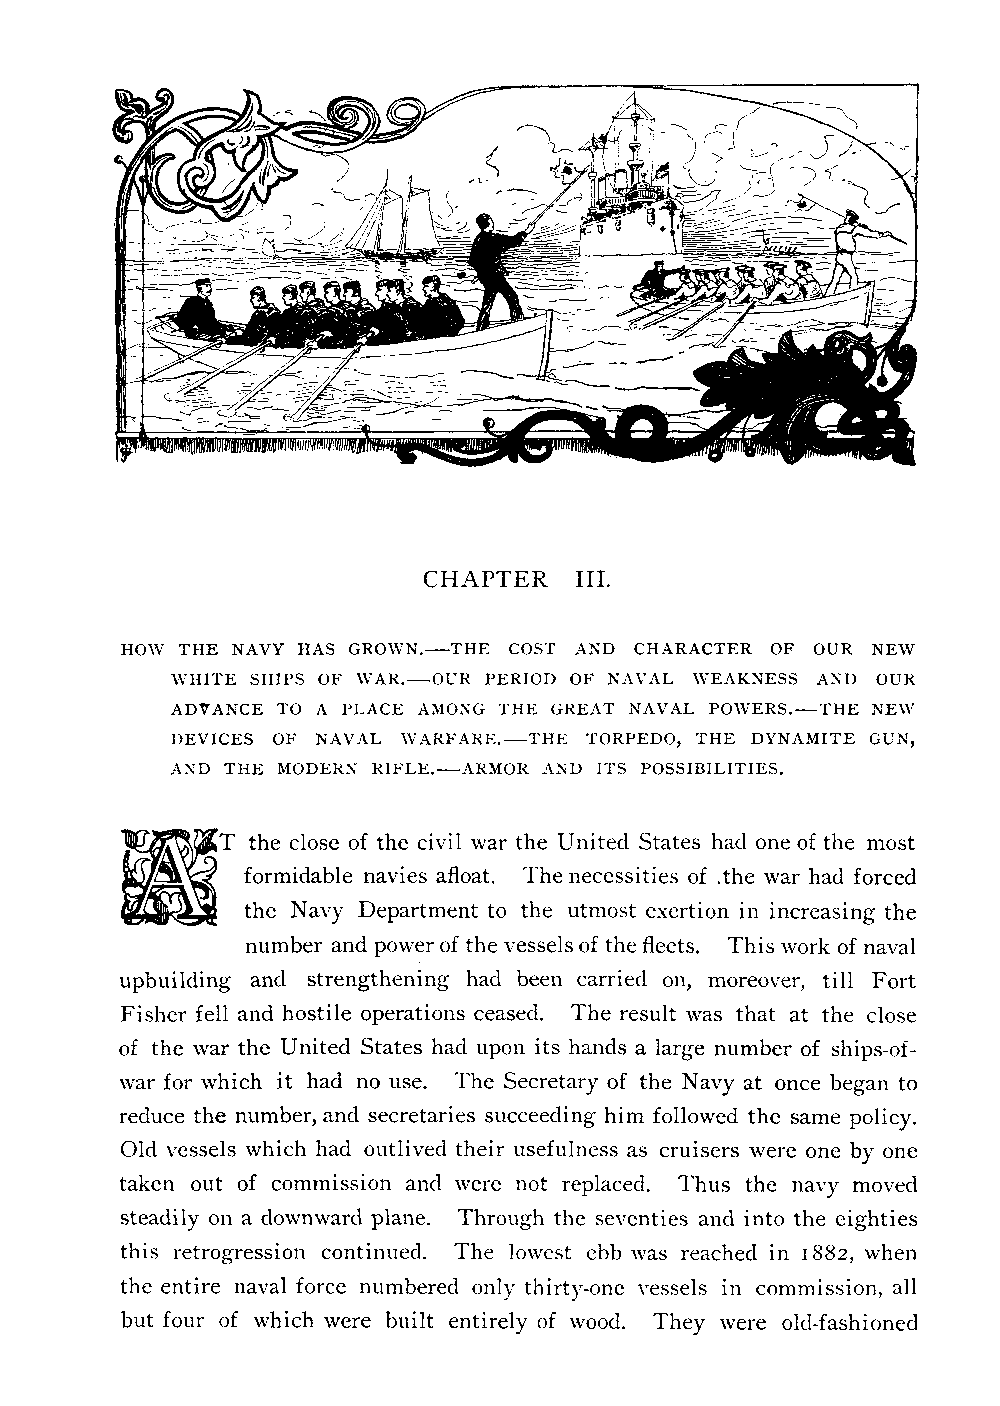 CHAPTER III.
HOW THE NAVY HAS GROWN.—THE COST AND CHARACTER OF OUR NEW
WHITE SHIPS OF WAR.—OUR PERIOD OF NAVAL WEAKNESS AND OUR
ADVANCE TO A PLACE AMONG THE GREAT NAVAL POWERS.—THE NEW
DEVICES OF NAVAL WARFARE.—THE TORPEDO, THE DYNAMITE GUN,
AND THE MODERN RIFLE.—ARMOR AND ITS POSSIBILITIES.
AT the close of the civil war the United States had one of the most
formidable navies afloat. The necessities of .the war had forced
the Navy Department to the utmost exertion in increasing the
number and power of the vessels of the fleets. This work of naval
upbuilding and strengthening had been carried on, moreover, till Fort
Fisher fell and hostile operations ceased. The result was that at the close
of the war the United States had upon its hands a large number of ships-of-
war for which it had no use. The Secretary of the Navy at once began to
reduce the number, and secretaries succeeding him followed the same policy.
Old vessels which had outlived their usefulness as cruisers were one by one
taken out of commission and were not replaced. Thus the navy moved
steadily on a downward plane. Through the seventies and into the eighties
this retrogression continued. The lowest ebb was reached in 1882, when
the entire naval force numbered only thirty-one vessels in commission, all
but four of which were built entirely of wood. They were old-fashioned